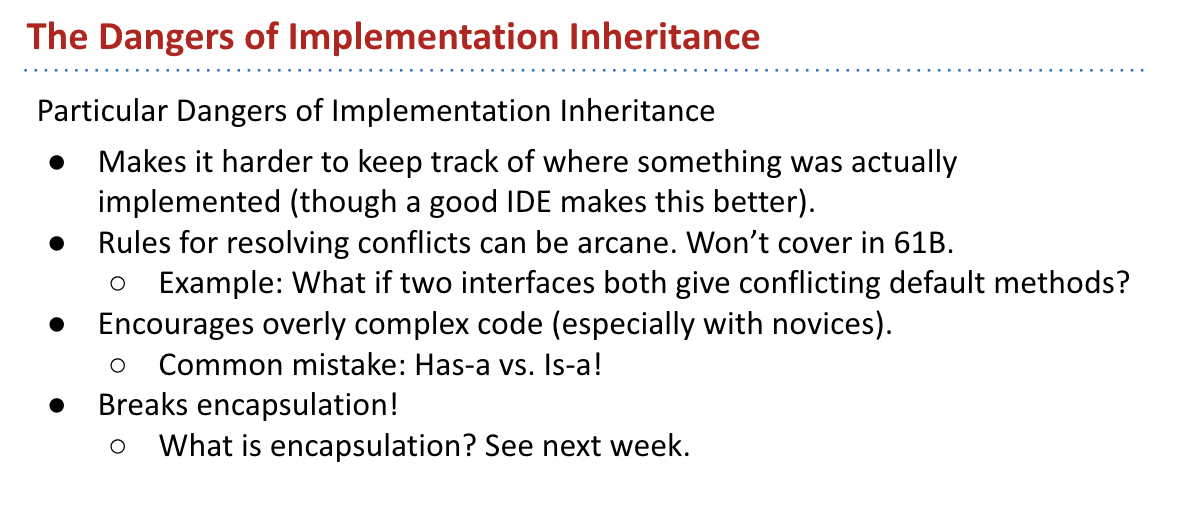 The Dangers of Implementation Inheritance
Particular Dangers of Implementation Inheritance
● Makes it harder to keep track of where something was actually
implemented (though a good IDE makes this better).
● Rules for resolving conflicts can be arcane. Won’t cover in 61B.
○ Example: What if two interfaces both give conflicting default methods?
● Encourages overly complex code (especially with novices).
○ Common mistake: Has-a vs. Is-a!
● Breaks encapsulation!
○ What is encapsulation? See next week.